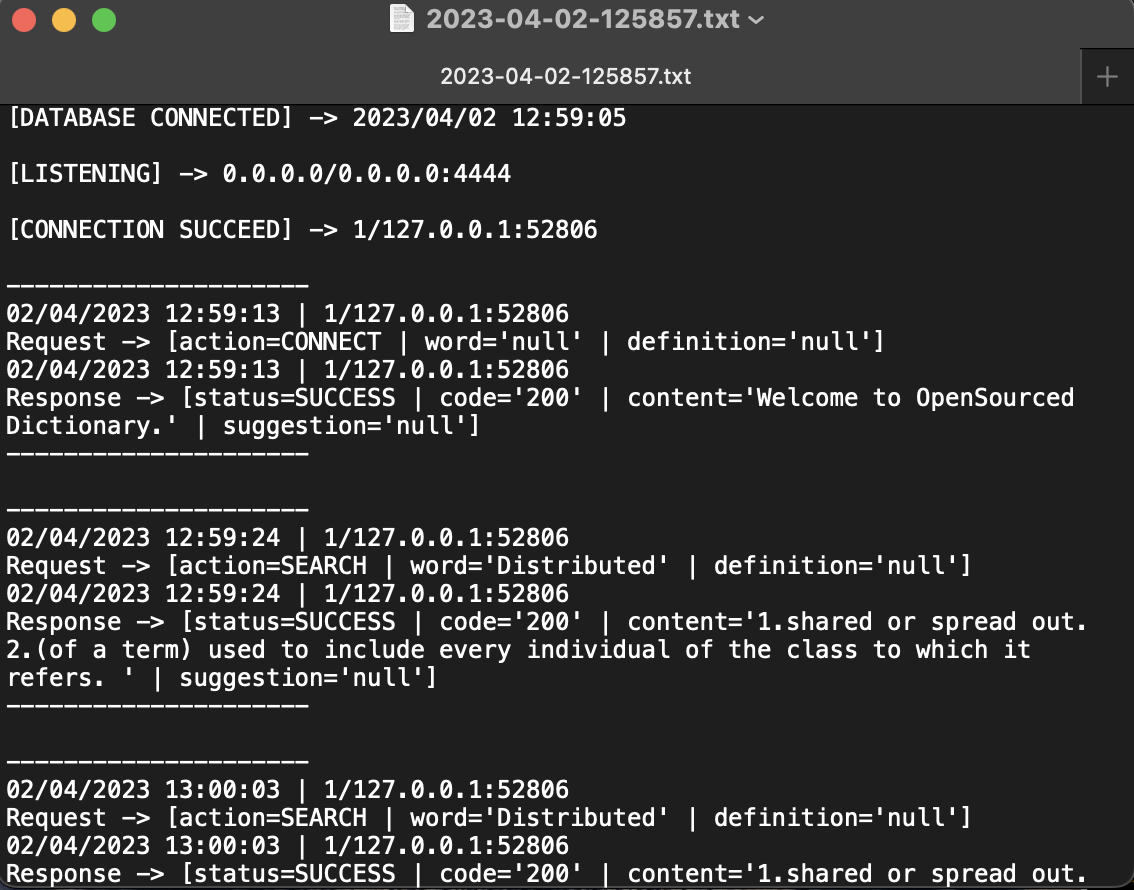 2023-04-02-125857.txt
2023-04-02-125857.txt
[DATABASE CONNECTED] -> 2023/04/02 12:59:05
[LISTENING] -> 0.0.0.0/0.0.0.0:4444
[CONNECTION SUCCEED] -> 1/127.0.0.1:52806
---------------------
02/04/2023 12:59:13 | 1/127.0.0.1:52806
Request -> [action=CONNECT | word='null' | definition='null']
02/04/2023 12:59:13 | 1/127.0.0.1:52806
Response -> [status=SUCCESS | code='200' | content='Welcome to OpenSourced
Dictionary.' | suggestion='null']
---------------------
---------------------
02/04/2023 12:59:24 | 1/127.0.0.1:52806
Request -> [action=SEARCH | word='Distributed' | definition='null']
02/04/2023 12:59:24 | 1/127.0.0.1:52806
Response -> [status=SUCCESS | code='200' | content='1.shared or spread out.
2.(of a term) used to include every individual of the class to which it
refers. ' | suggestion='null']
---------------------
---------------------
02/04/2023 13:00:03 | 1/127.0.0.1:52806
Request -> [action=SEARCH | word='Distributed' | definition='null']
02/04/2023 13:00:03 | 1/127.0.0.1:52806
Response -> [status=SUCCESS | code='200' | content='1.shared or spread out.